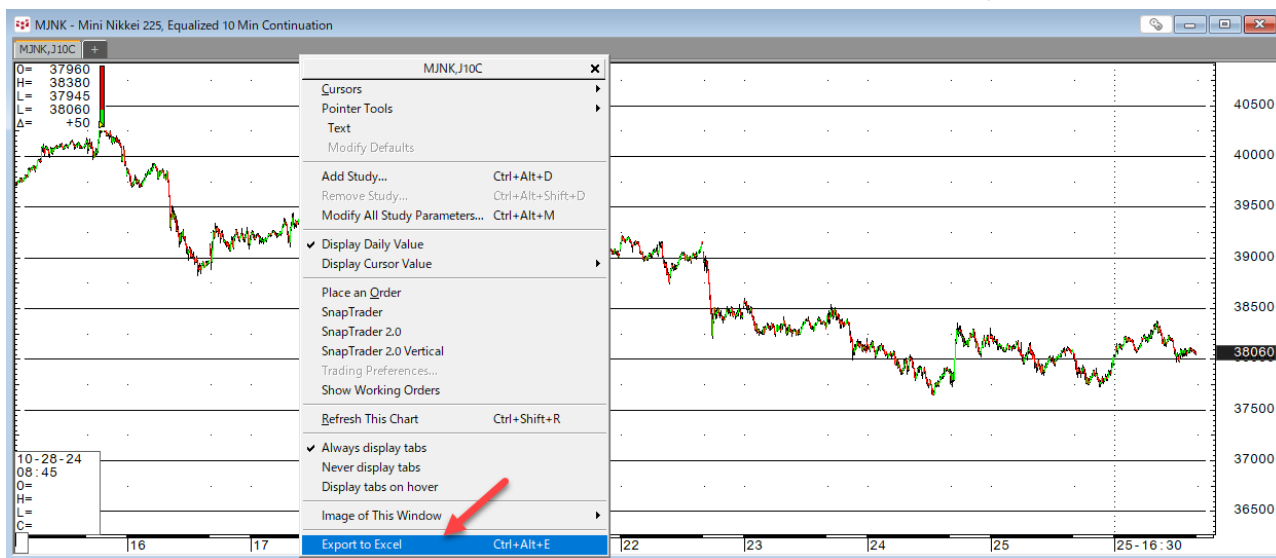 MJNK - Mini Nikkei 225, Equalized 10 Min Continuation
MJNK,J10C +
O= 37960
H= 38380
L= 37945
L= 38060
Δ= +50
MJNK,J10C
Cursors
Pointer Tools
Text
Modify Defaults
Add Study... Ctrl+Alt+D
Remove Study... Ctrl+Alt+Shift+D
Modify All Study Parameters... Ctrl+Alt+M
✓ Display Daily Value
Display Cursor Value
Place an Order
SnapTrader
SnapTrader 2.0
SnapTrader 2.0 Vertical
Trading Preferences...
Show Working Orders
Refresh This Chart Ctrl+Shift+R
✓ Always display tabs
Never display tabs
Display tabs on hover
Image of This Window
Export to Excel Ctrl+Alt+E
40500
40000
39500
39000
38500
38060
37500
37000
36500
10-28-24
08:45
O=
H=
L=
C=
16 17 22 23 24 25 25-16:30